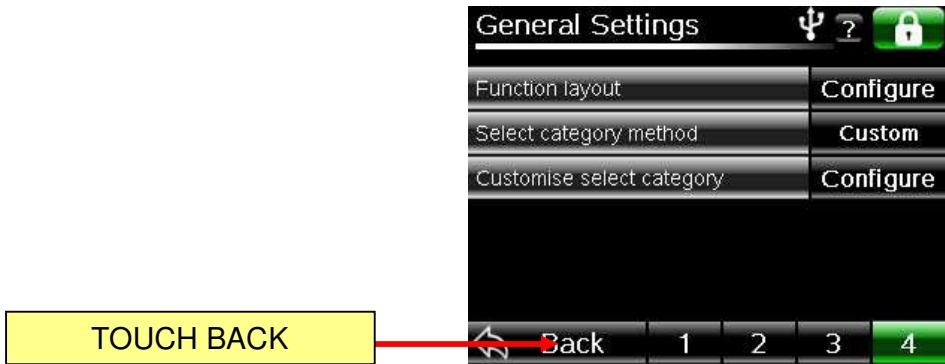 General Settings ?
Function layout Configure
Select category method Custom
Customise select category Configure
TOUCH BACK
Back 1 2 3 4